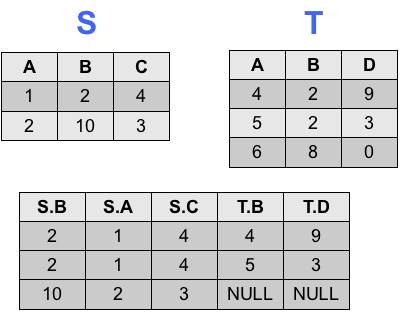 S T
A B C
1 2 4
2 10 3
A B D
4 2 9
5 2 3
6 8 0
S.B S.A S.C T.B T.D
2 1 4 4 9
2 1 4 5 3
10 2 3 NULL NULL